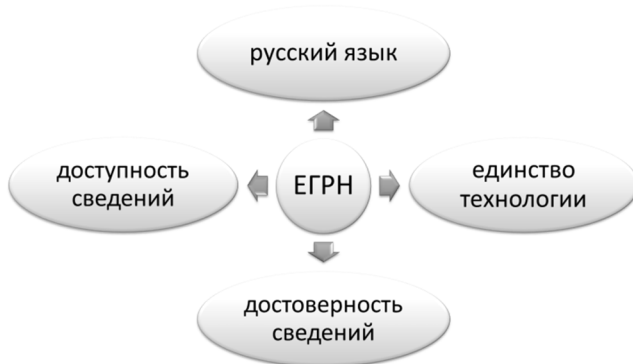 русский язык
доступность
сведений
ЕГРН
единство
технологии
достоверность
сведений